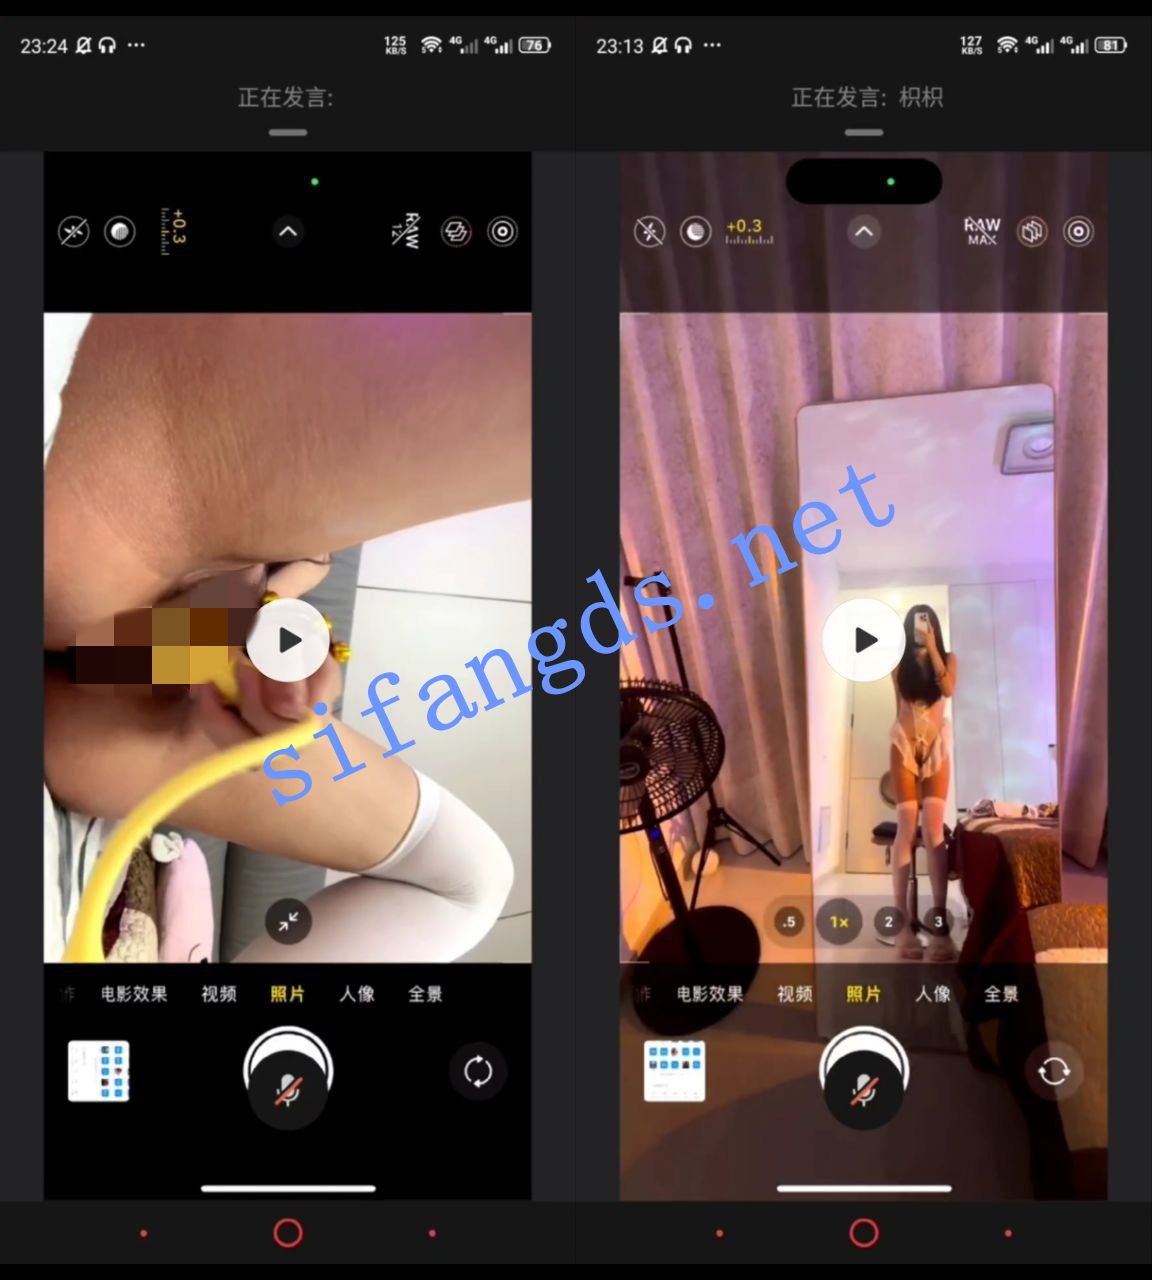 23:24
125
KB/S
4G
4G
76
正在发言:
+0.3
RAW
12
电影效果
视频
照片
人像
全景
23:13
127
KB/S
4G
4G
81
正在发言: 枳枳
+0.3
RAW
MAX
.5
1×
2
3
作
电影效果
视频
照片
人像
全景
sifangds.net